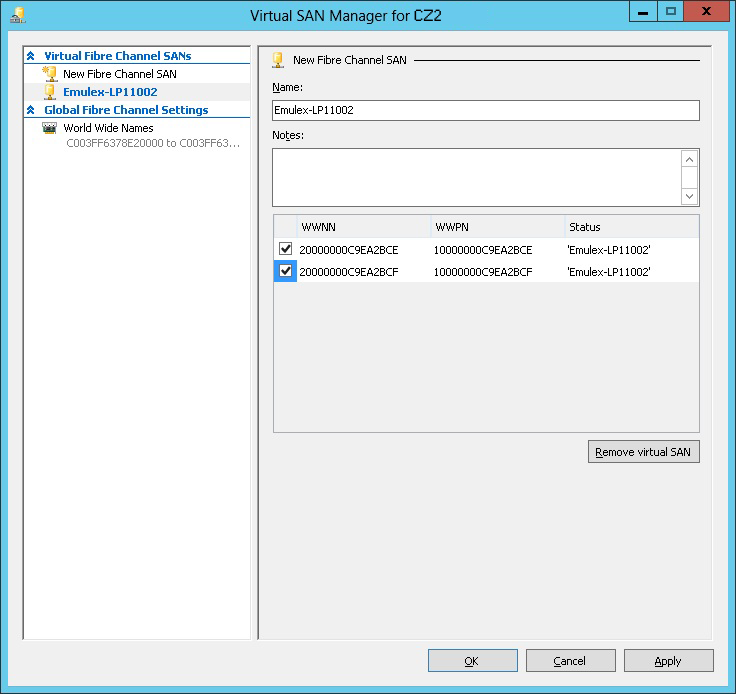 Virtual SAN Manager for CZ2
Virtual Fibre Channel SANs
New Fibre Channel SAN
Emulex-LP11002
Global Fibre Channel Settings
World Wide Names
C003FF6378E20000 to C003FF63...
New Fibre Channel SAN
Name:
Emulex-LP11002
Notes:
WWNN WWPN Status
20000000C9EA2BCE 10000000C9EA2BCE 'Emulex-LP11002'
20000000C9EA2BCF 10000000C9EA2BCF 'Emulex-LP11002'
Remove virtual SAN
OK Cancel Apply